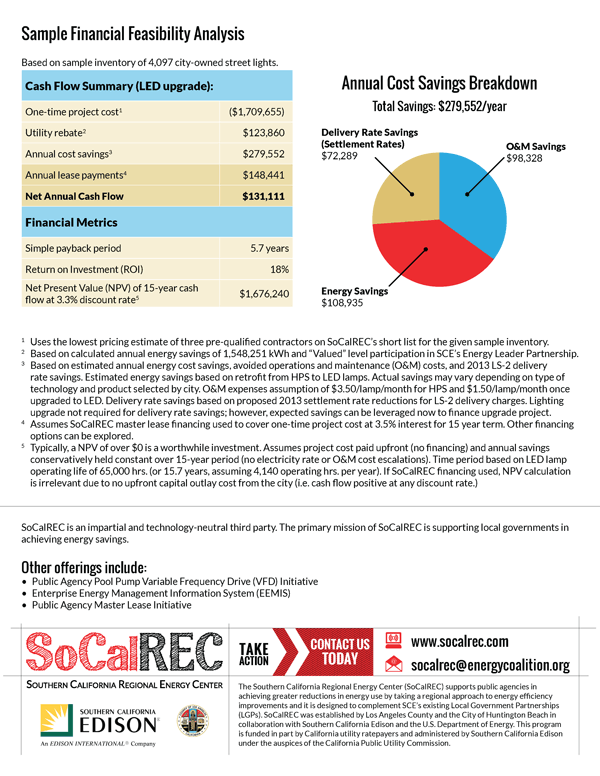 Sample Financial Feasibility Analysis
Based on sample inventory of 4,097 city-owned street lights.
Cash Flow Summary (LED upgrade):
One-time project cost¹ ($1,709,655)
Utility rebate² $123,860
Annual cost savings³ $279,552
Annual lease payments⁴ $148,441
Net Annual Cash Flow $131,111
Financial Metrics
Simple payback period 5.7 years
Return on Investment (ROI) 18%
Net Present Value (NPV) of 15-year cash
flow at 3.3% discount rate⁵ $1,676,240
Annual Cost Savings Breakdown
Total Savings: $279,552/year
Delivery Rate Savings
(Settlement Rates)
$72,289
O&M Savings
$98,328
Energy Savings
$108,935
¹ Uses the lowest pricing estimate of three pre-qualified contractors on SoCalREC's short list for the given sample inventory.
² Based on calculated annual energy savings of 1,548,251 kWh and "Valued" level participation in SCE's Energy Leader Partnership.
³ Based on estimated annual energy cost savings, avoided operations and maintenance (O&M) costs, and 2013 LS-2 delivery
rate savings. Estimated energy savings based on retrofit from HPS to LED lamps. Actual savings may vary depending on type of
technology and product selected by city. O&M expenses assumption of $3.50/lamp/month for HPS and $1.50/lamp/month once
upgraded to LED. Delivery rate savings based on proposed 2013 settlement rate reductions for LS-2 delivery charges. Lighting
upgrade not required for delivery rate savings; however, expected savings can be leveraged now to finance upgrade project.
⁴ Assumes SoCalREC master lease financing used to cover one-time project cost at 3.5% interest for 15 year term. Other financing
options can be explored.
⁵ Typically, a NPV of over $0 is a worthwhile investment. Assumes project cost paid upfront (no financing) and annual savings
conservatively held constant over 15-year period (no electricity rate or O&M cost escalations). Time period based on LED lamp
operating life of 65,000 hrs. (or 15.7 years, assuming 4,140 operating hrs. per year). If SoCalREC financing used, NPV calculation
is irrelevant due to no upfront capital outlay cost from the city (i.e. cash flow positive at any discount rate.)
SoCalREC is an impartial and technology-neutral third party. The primary mission of SoCalREC is supporting local governments in
achieving energy savings.
Other offerings include:
• Public Agency Pool Pump Variable Frequency Drive (VFD) Initiative
• Enterprise Energy Management Information System (EEMIS)
• Public Agency Master Lease Initiative
SoCalREC
SOUTHERN CALIFORNIA REGIONAL ENERGY CENTER
SOUTHERN CALIFORNIA
EDISON®
An EDISON INTERNATIONAL® Company
TAKE
ACTION
CONTACT US
TODAY
www.socalrec.com
socalrec@energycoalition.org
The Southern California Regional Energy Center (SoCalREC) supports public agencies in
achieving greater reductions in energy use by taking a regional approach to energy efficiency
improvements and it is designed to complement SCE's existing Local Government Partnerships
(LGPs). SoCalREC was established by Los Angeles County and the City of Huntington Beach in
collaboration with Southern California Edison and the U.S. Department of Energy. This program
is funded in part by California utility ratepayers and administered by Southern California Edison
under the auspices of the California Public Utility Commission.